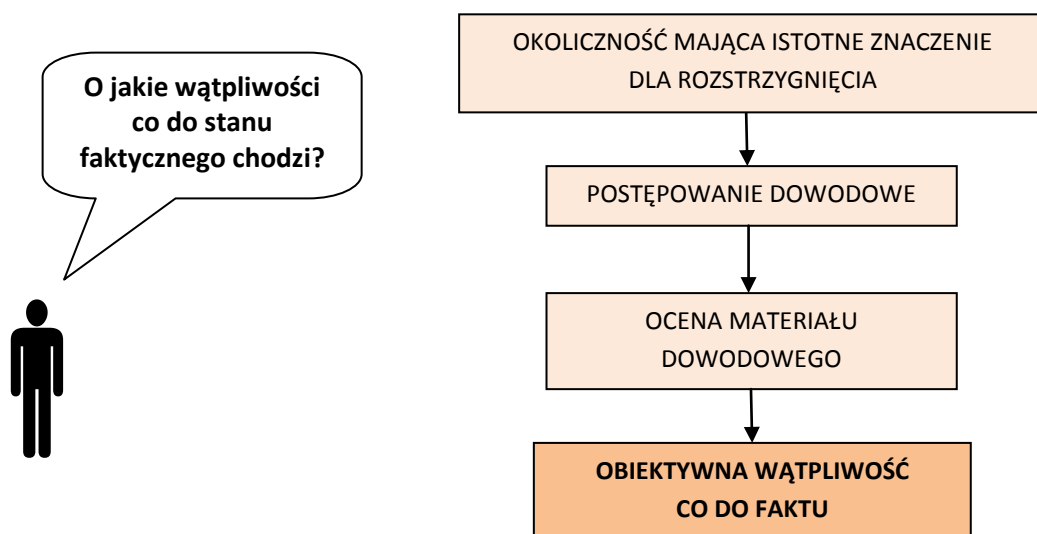 O jakie wątpliwości
co do stanu
faktycznego chodzi?
OKOLICZNOŚĆ MAJĄCA ISTOTNE ZNACZENIE
DLA ROZSTRZYGNIĘCIA
POSTĘPOWANIE DOWODOWE
OCENA MATERIAŁU
DOWODOWEGO
OBIEKTYWNA WĄTPLIWOŚĆ
CO DO FAKTU